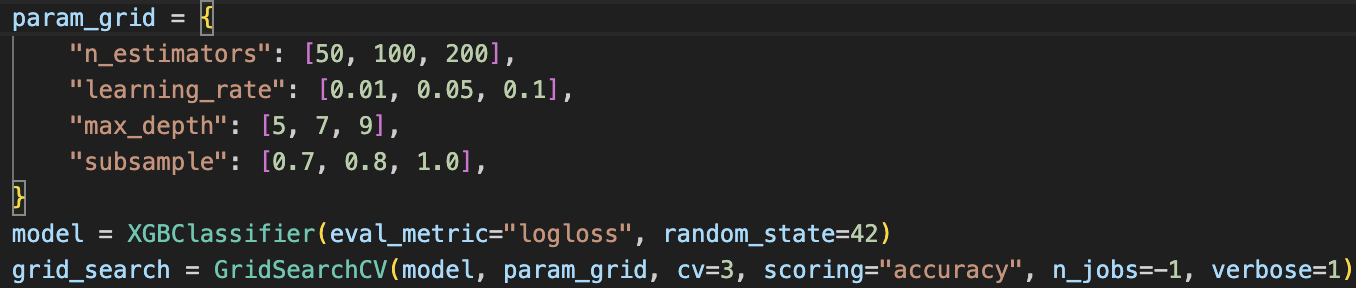 param_grid = {
    "n_estimators": [50, 100, 200],
    "learning_rate": [0.01, 0.05, 0.1],
    "max_depth": [5, 7, 9],
    "subsample": [0.7, 0.8, 1.0],
}
model = XGBClassifier(eval_metric="logloss", random_state=42)
grid_search = GridSearchCV(model, param_grid, cv=3, scoring="accuracy", n_jobs=-1, verbose=1)